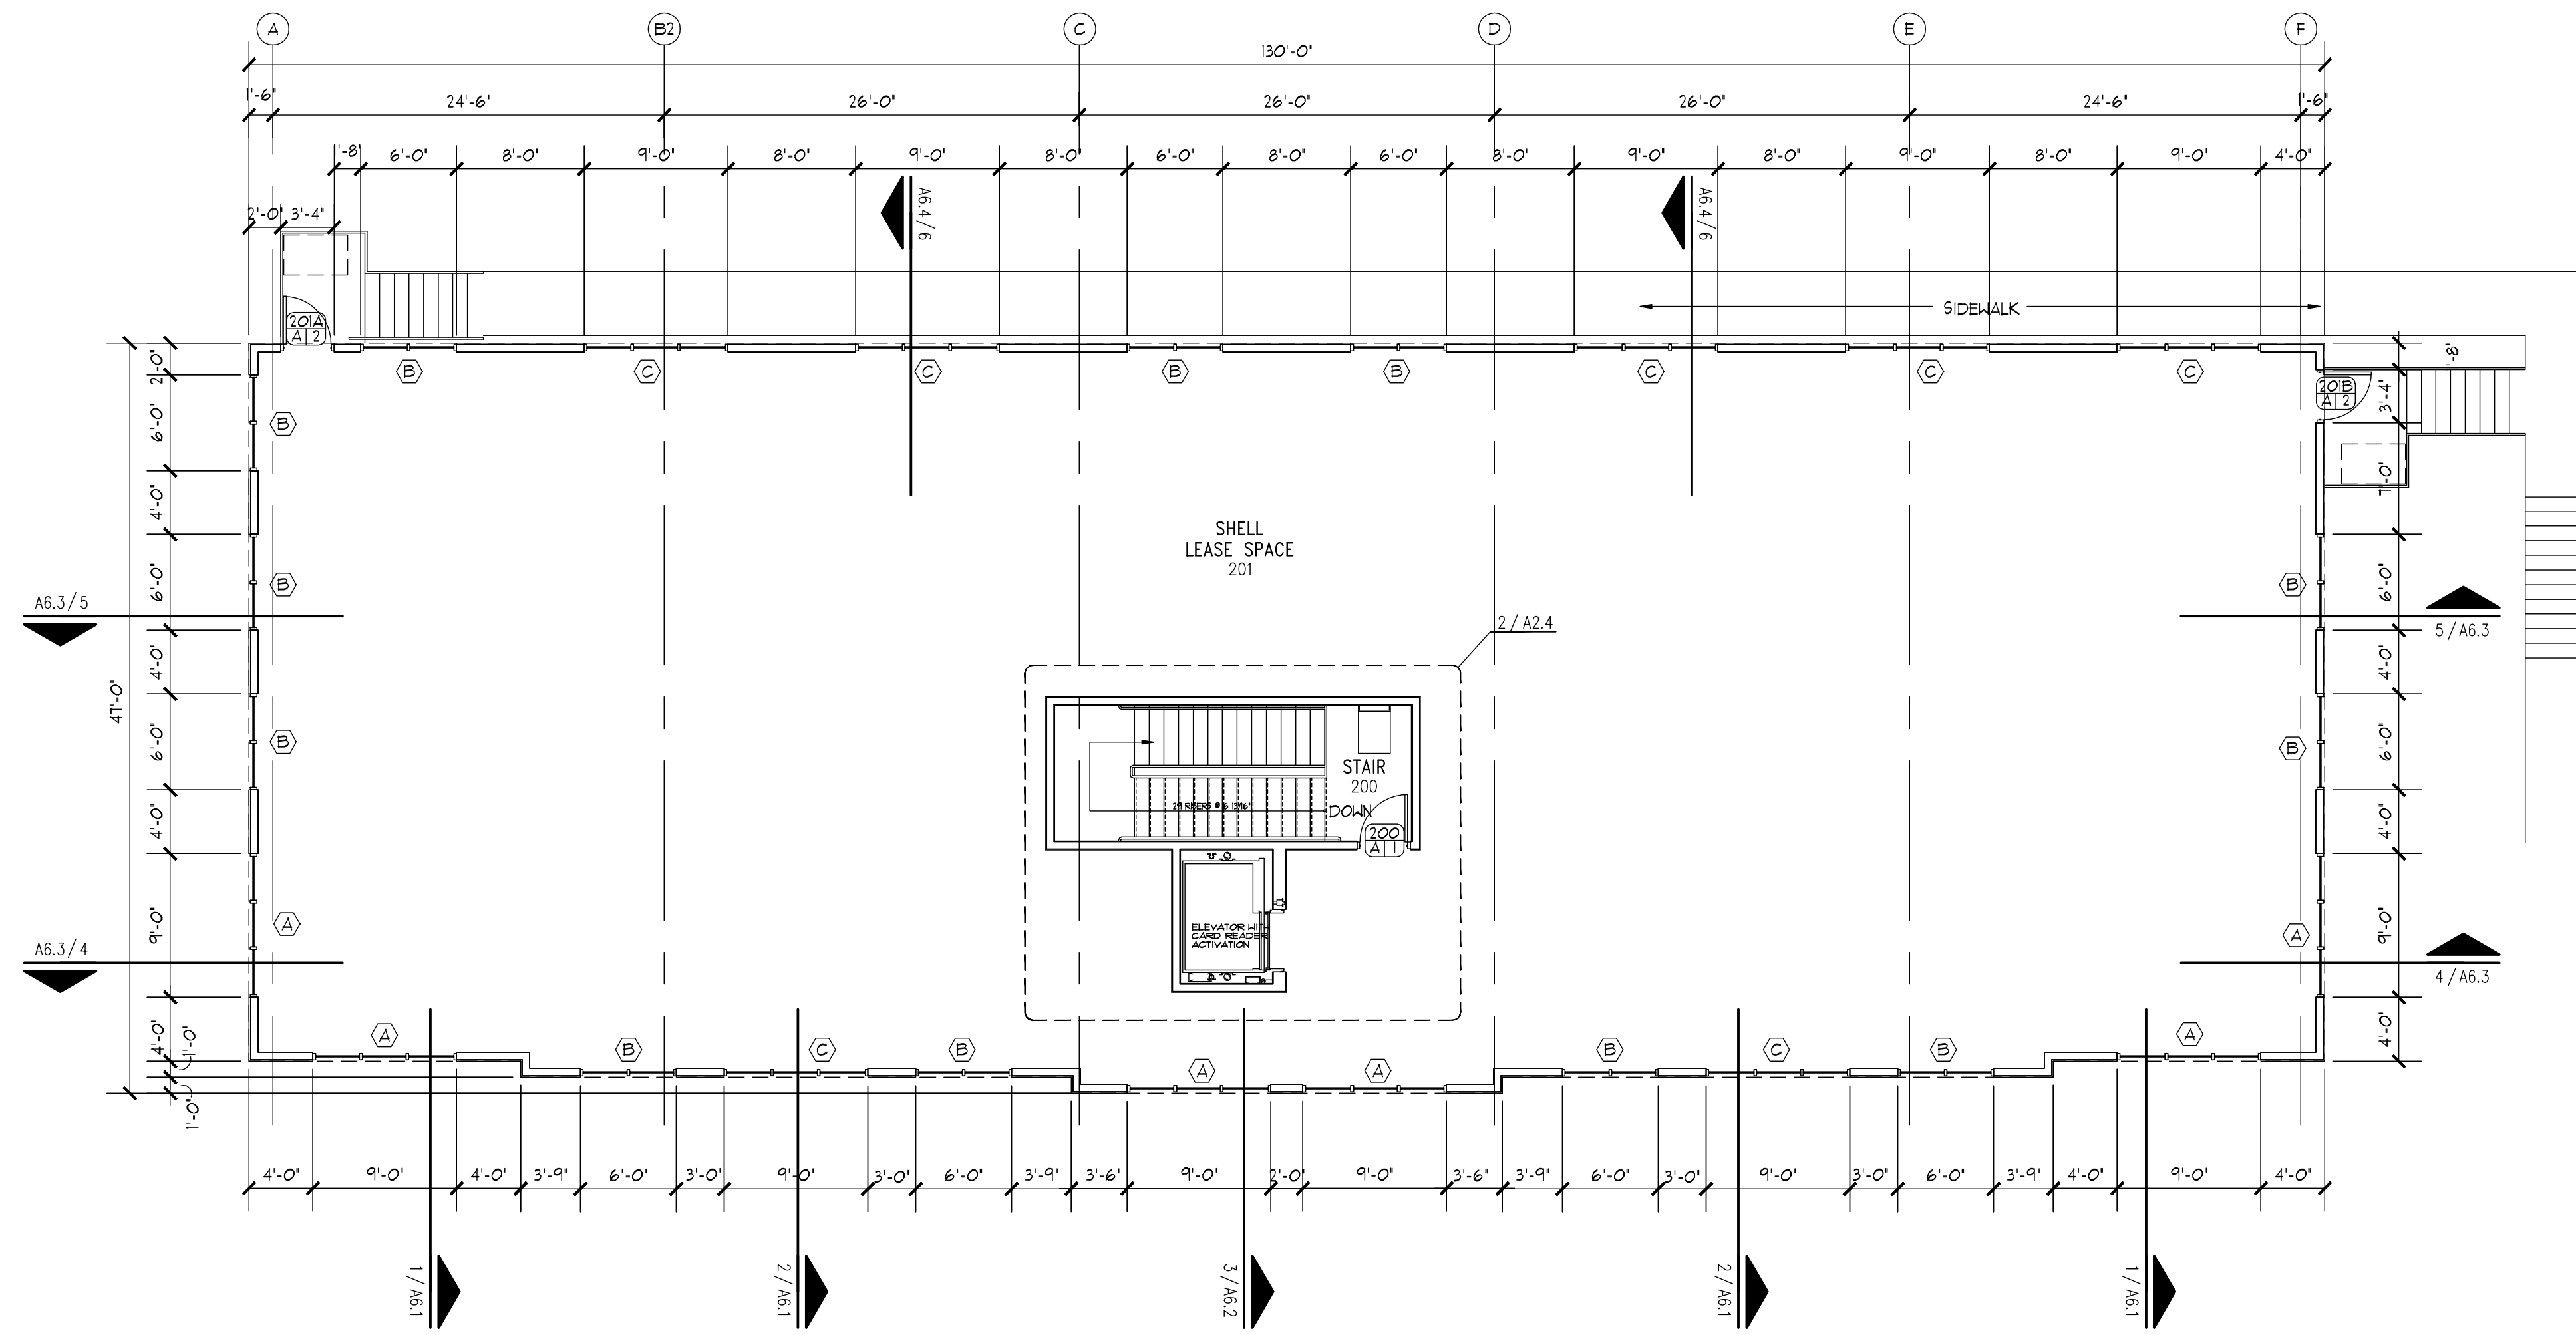 A B2 C D E F
130'-0"
1'-6" 24'-6" 26'-0" 26'-0" 26'-0" 24'-6" 1'-6"
1'-8" 6'-0" 8'-0" 9'-0" 8'-0" 9'-0" 8'-0" 6'-0" 8'-0" 6'-0" 8'-0" 9'-0" 8'-0" 9'-0" 8'-0" 9'-0" 4'-0"
2'-0" 3'-4"
A6.4/6
A6.4/6
SIDEWALK
201A
A 2
B C C B B C C C
201B
A 2
2'-0"
6'-0"
4'-0"
6'-0"
4'-0"
6'-0"
4'-0"
9'-0"
4'-0"
1'-0"
1'-0"
47'-0"
B
B
B
A
1'-8"
3'-4"
7'-0"
6'-0"
4'-0"
6'-0"
4'-0"
9'-0"
4'-0"
B
B
A
SHELL
LEASE SPACE
201
A6.3/5
5/A6.3
2/A2.4
STAIR
200
29 RISERS @ 6 13/16"
DOWN
200
A 1
ELEVATOR WITH
CARD READER
ACTIVATION
A6.3/4
4/A6.3
A B C B A A B C B A
4'-0" 9'-0" 4'-0" 3'-9" 6'-0" 3'-0" 9'-0" 3'-0" 6'-0" 3'-9" 3'-6" 9'-0" 2'-0" 9'-0" 3'-6" 3'-9" 6'-0" 3'-0" 9'-0" 3'-0" 6'-0" 3'-9" 4'-0" 9'-0" 4'-0"
1/A6.1
2/A6.1
3/A6.2
2/A6.1
1/A6.1